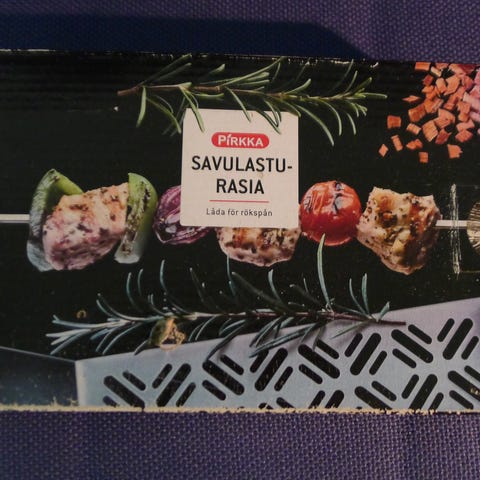 PIRKKA
SAVULASTU-
RASIA
Låda för rökspån